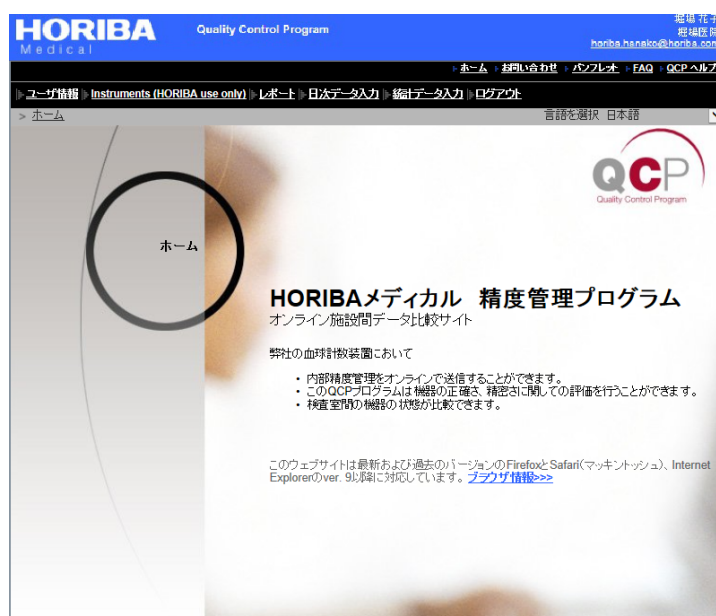 HORIBA
Medical
Quality Control Program
堀場 花子
堀場医院
horiba.hanako@horiba.com
ホーム お問い合わせ パンフレット FAQ QCP ヘルプ
ユーザ情報 Instruments (HORIBA use only) レポート 日次データ入力 統計データ入力 ログアウト
> ホーム 言語を選択 日本語
QCP
Quality Control Program
ホーム
HORIBAメディカル 精度管理プログラム
オンライン施設間データ比較サイト
弊社の血球計数装置において
・ 内部精度管理をオンラインで送信することができます。
・ このQCPプログラムは機器の正確さ、精密さに関しての評価を行うことができます。
・ 検査室間の機器の状態が比較できます。
このウェブサイトは最新および過去のバージョンのFirefoxとSafari(マッキントッシュ)、Internet
Explorerのver. 9以降に対応しています。ブラウザ情報>>>